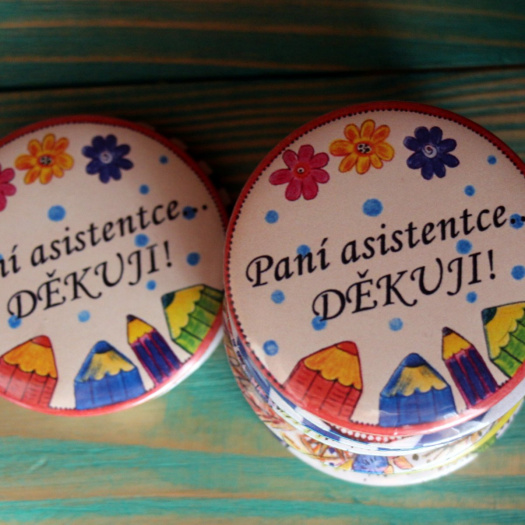 ní asistentce...
DĚKUJI!
Paní asistentce...
DĚKUJI!